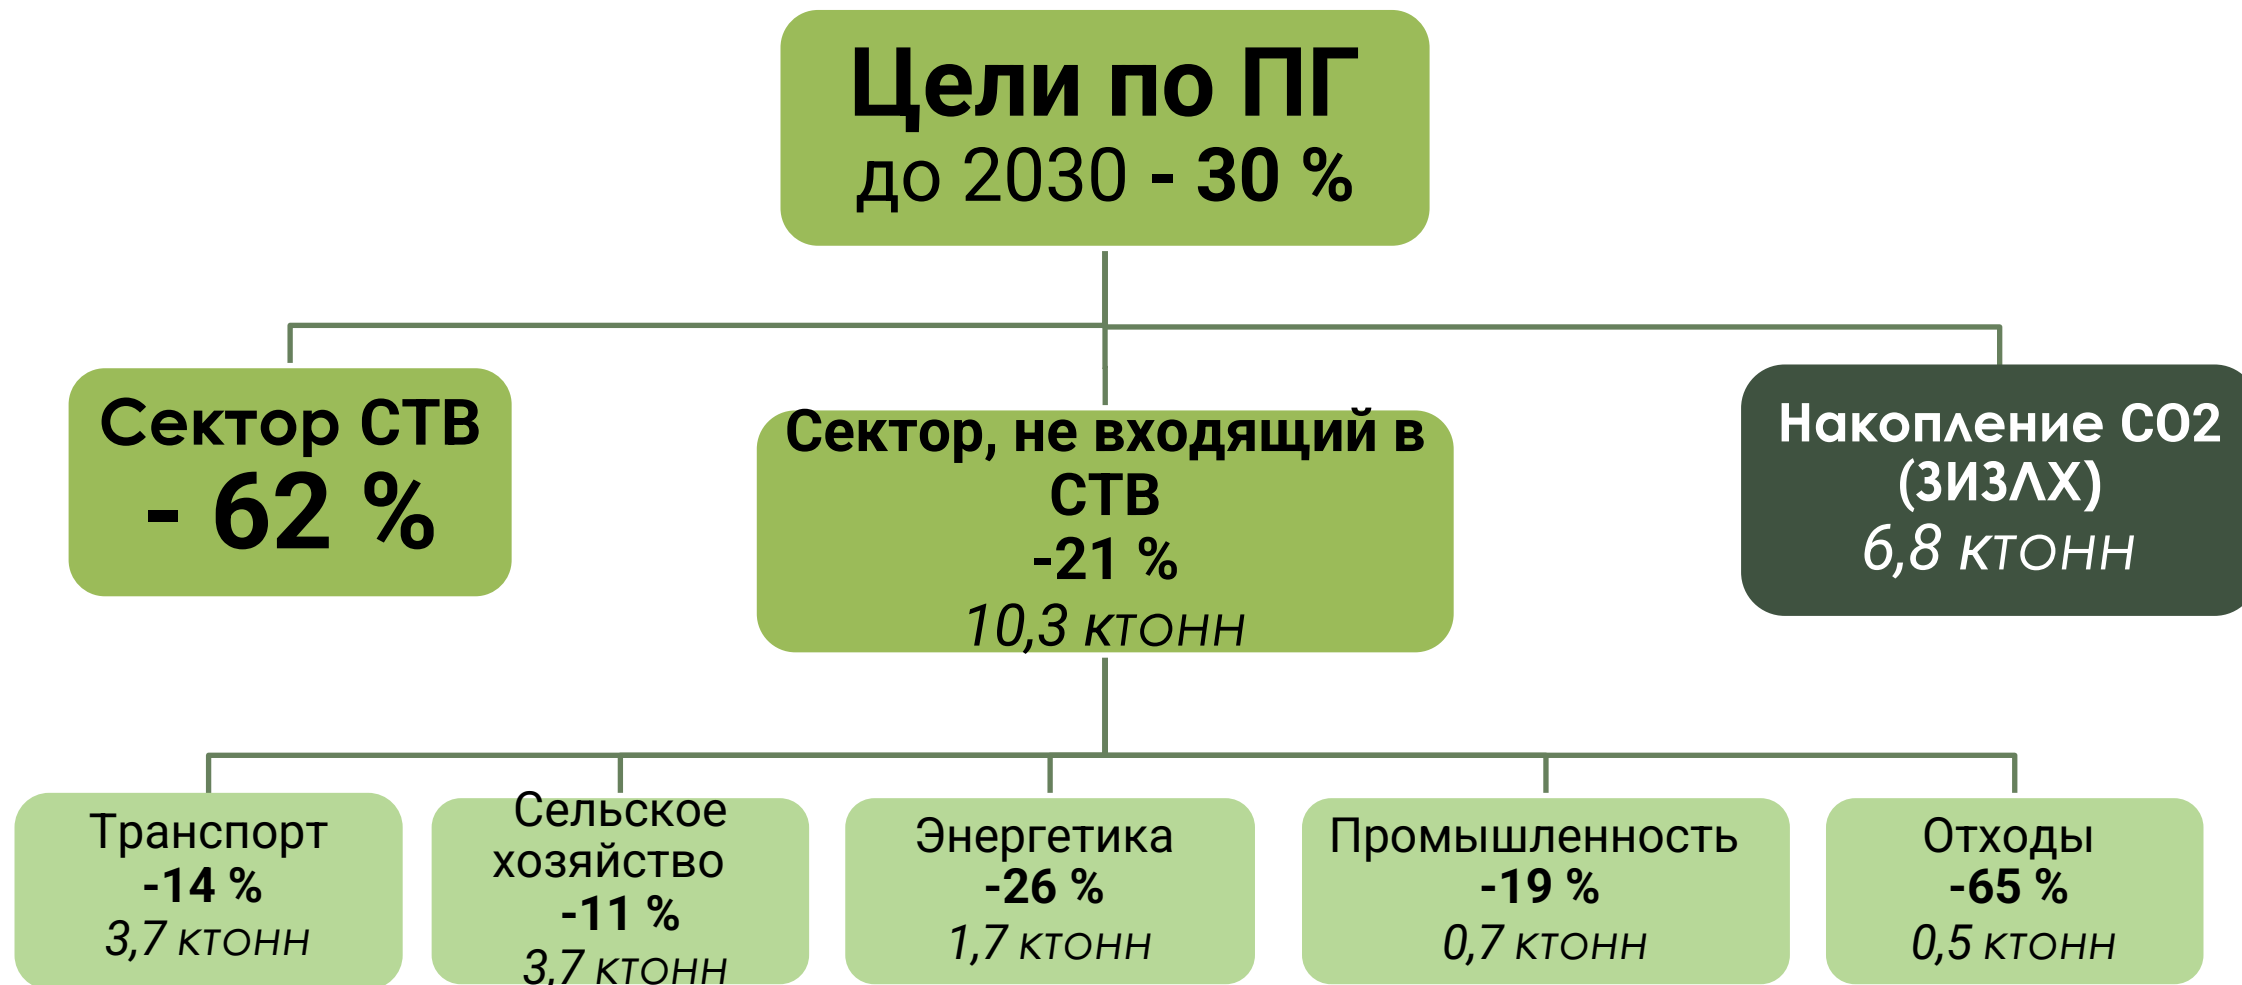 Цели по ПГ
до 2030 - 30 %
Сектор СТВ
- 62 %
Сектор, не входящий в
СТВ
-21 %
10,3 ктонн
Накопление СО2
(ЗИЗЛХ)
6,8 ктонн
Транспорт
-14 %
3,7 ктонн
Сельское
хозяйство
-11 %
3,7 ктонн
Энергетика
-26 %
1,7 ктонн
Промышленность
-19 %
0,7 ктонн
Отходы
-65 %
0,5 ктонн